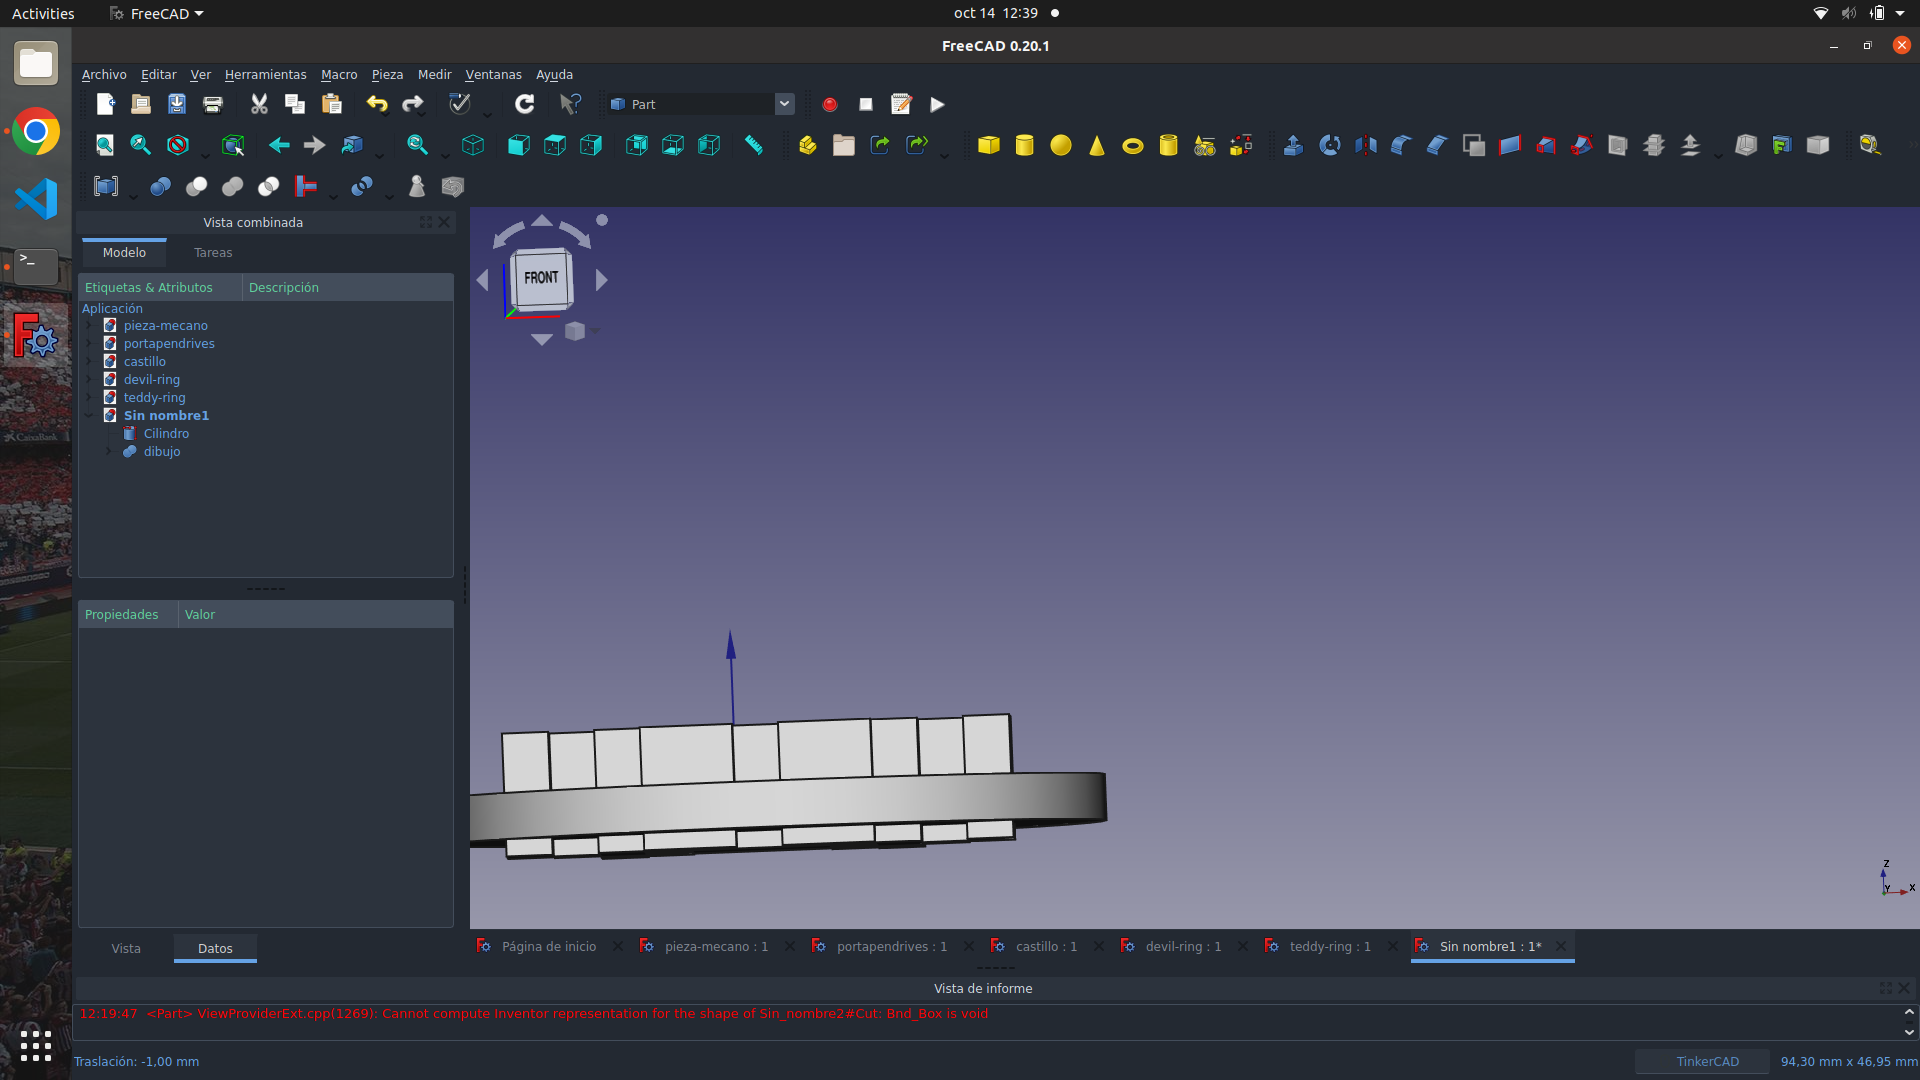 Activities
FreeCAD
oct 14 12:39
FreeCAD 0.20.1
Archivo Editar Ver Herramientas Macro Pieza Medir Ventanas Ayuda
Part
Vista combinada
Modelo Tareas
Etiquetas & Atributos Descripción
Aplicación
pieza-mecano
portapendrives
castillo
devil-ring
teddy-ring
Sin nombre1
Cilindro
dibujo
FRONT
Propiedades Valor
Z
Y
X
CaixaBank
Vista Datos
Página de inicio pieza-mecano : 1 portapendrives : 1 castillo : 1 devil-ring : 1 teddy-ring : 1 Sin nombre1 : 1*
Vista de informe
12:19:47 <Part> ViewProviderExt.cpp(1269): Cannot compute Inventor representation for the shape of Sin_nombre2#Cut: Bnd_Box is void
Traslación: -1,00 mm
TinkerCAD
94,30 mm x 46,95 mm